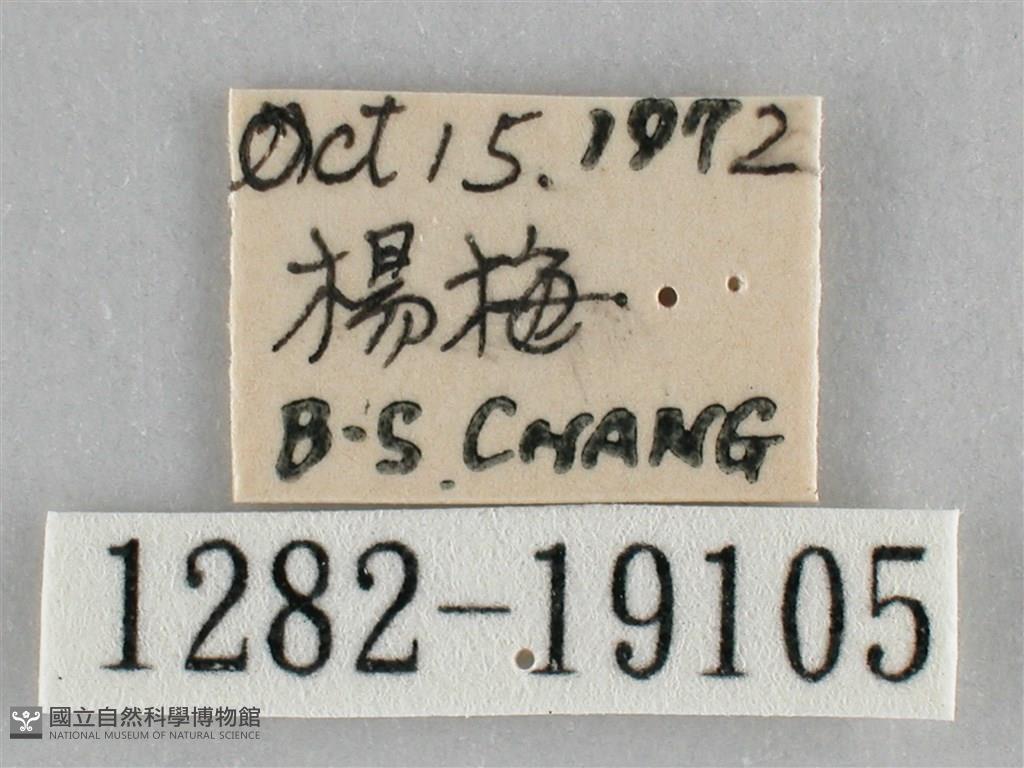 Oct 15. 1972
楊梅
B-S. CHANG
1282-19105
國立自然科學博物館
NATIONAL MUSEUM OF NATURAL SCIENCE